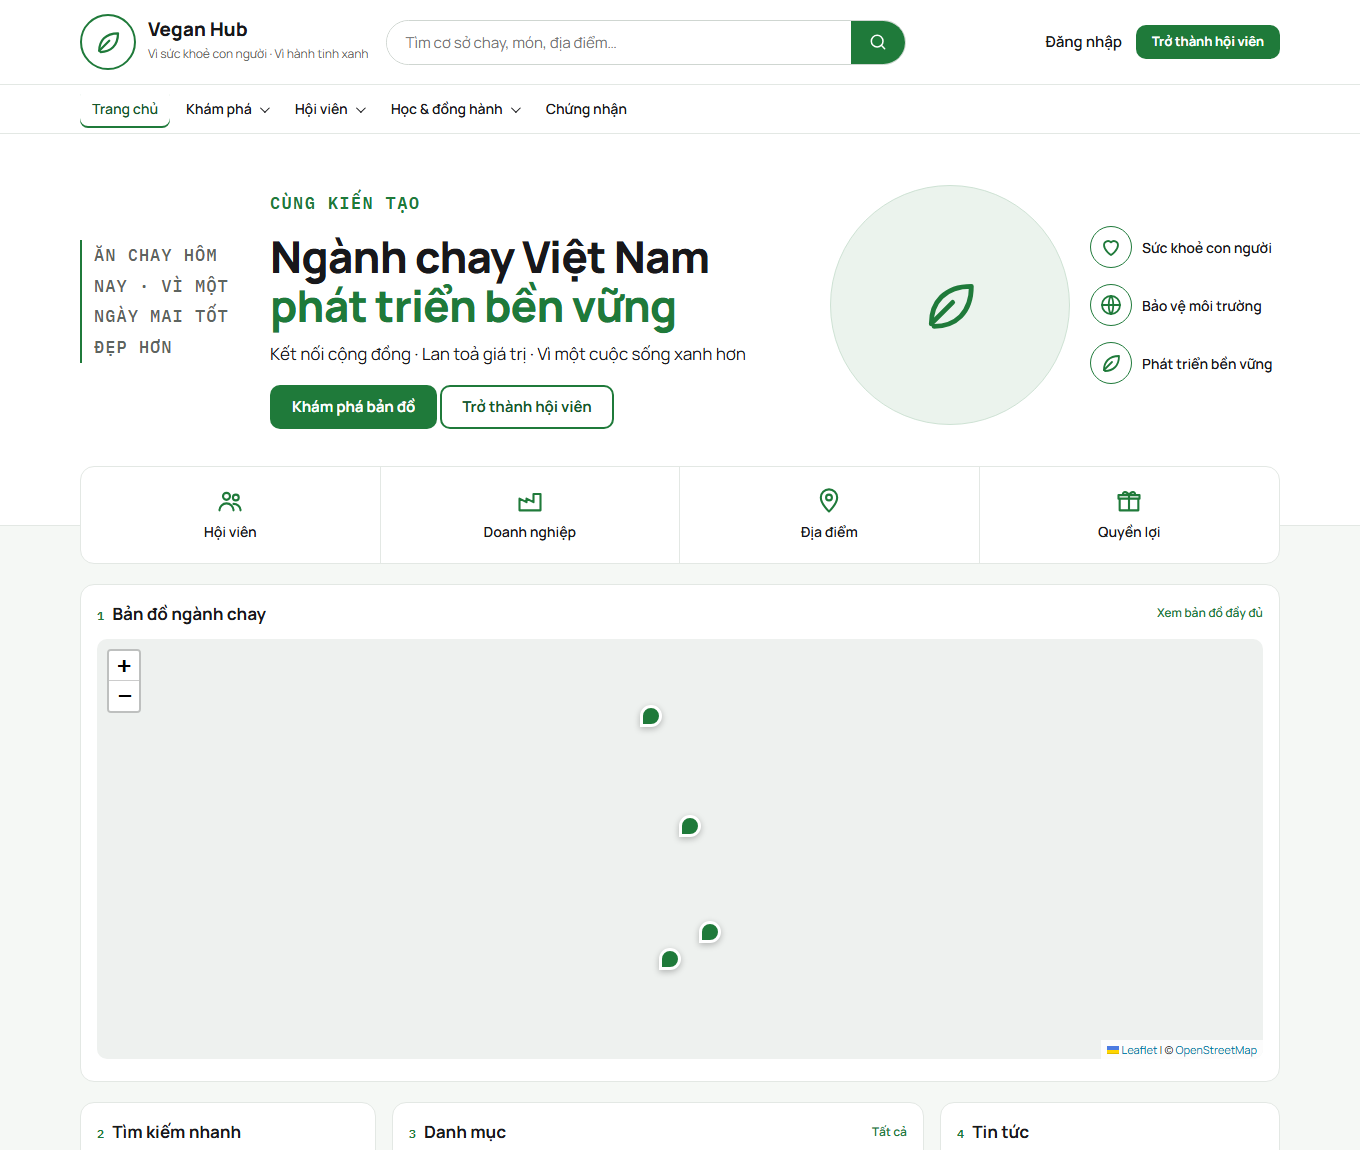 Vegan Hub
Vì sức khoẻ con người · Vì hành tinh xanh
Tìm cơ sở chay, món, địa điểm...
Đăng nhập
Trở thành hội viên
Trang chủ
Khám phá
Hội viên
Học & đồng hành
Chứng nhận
ĂN CHAY HÔM
NAY · VÌ MỘT
NGÀY MAI TỐT
ĐẸP HƠN
CÙNG KIẾN TẠO
Ngành chay Việt Nam
phát triển bền vững
Kết nối cộng đồng · Lan toả giá trị · Vì một cuộc sống xanh hơn
Khám phá bản đồ
Trở thành hội viên
Sức khoẻ con người
Bảo vệ môi trường
Phát triển bền vững
Hội viên
Doanh nghiệp
Địa điểm
Quyền lợi
1 Bản đồ ngành chay
Xem bản đồ đầy đủ
+
−
Leaflet | © OpenStreetMap
2 Tìm kiếm nhanh
3 Danh mục
Tất cả
4 Tin tức